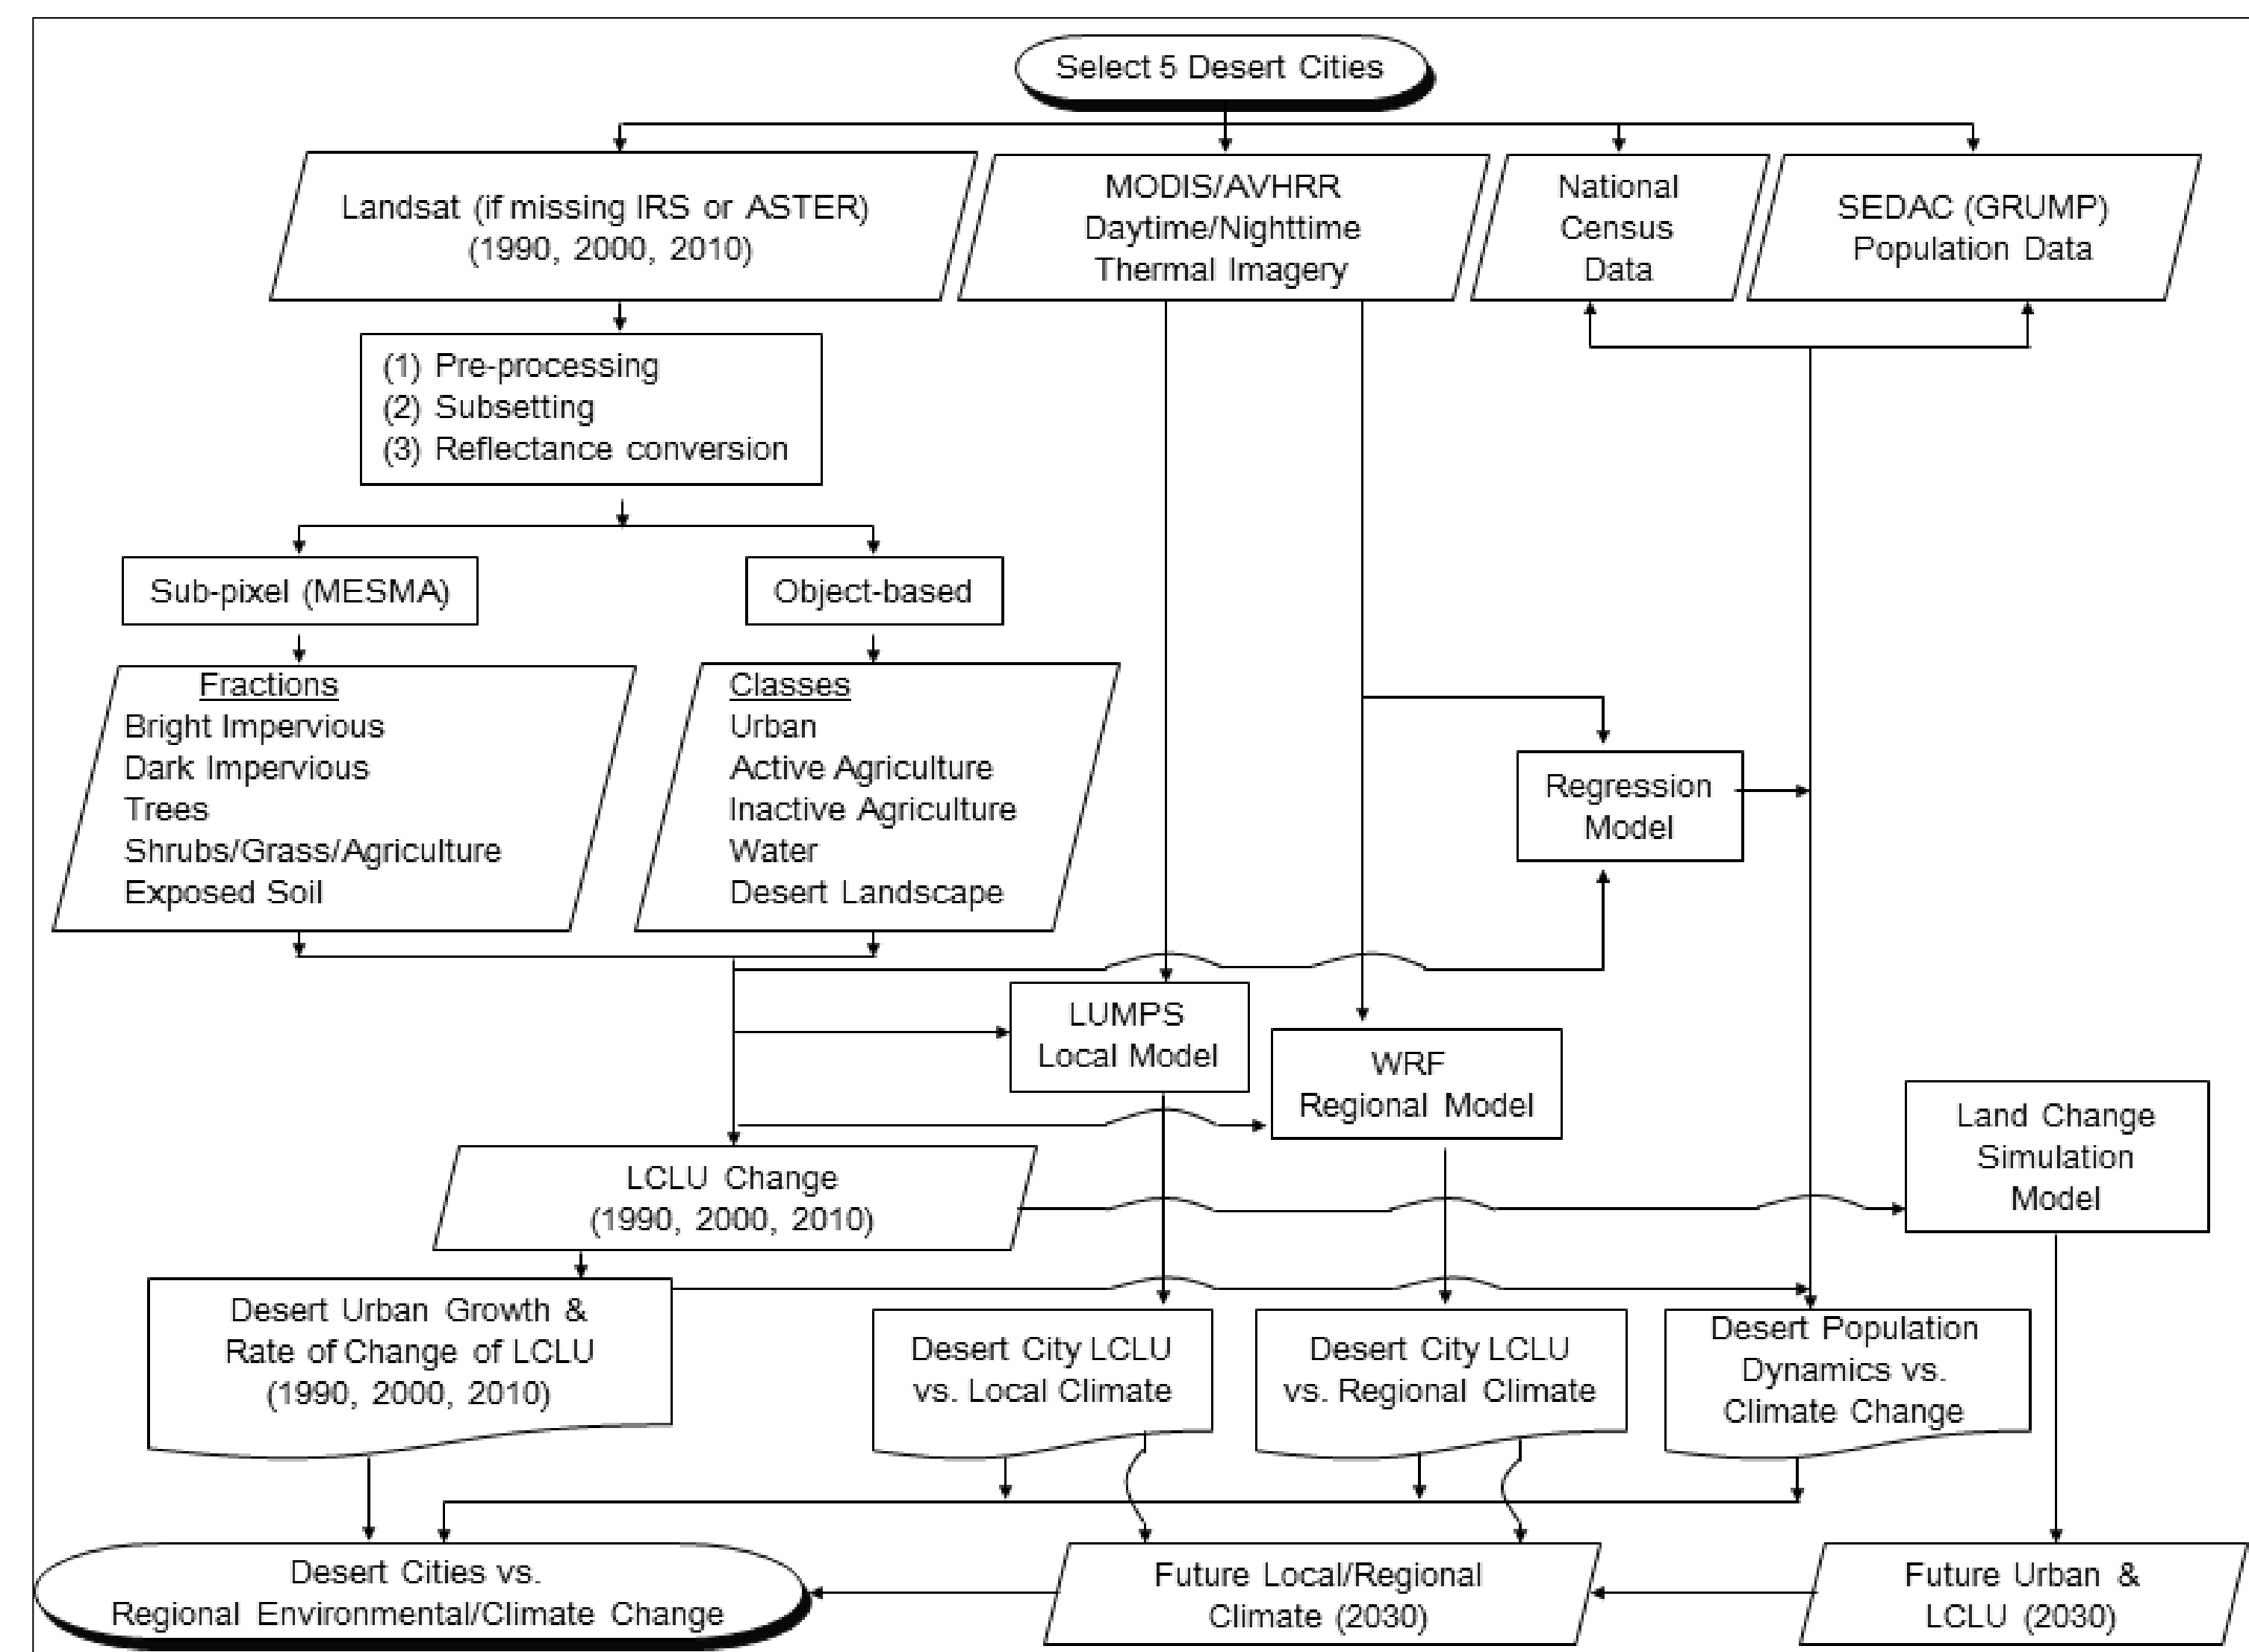 Select 5 Desert Cities
Landsat (if missing IRS or ASTER)
(1990, 2000, 2010)
MODIS/AVHRR
Daytime/Nighttime
Thermal Imagery
National
Census
Data
SEDAC (GRUMP)
Population Data
(1) Pre-processing
(2) Subsetting
(3) Reflectance conversion
Sub-pixel (MESMA)
Object-based
Fractions
Bright Impervious
Dark Impervious
Trees
Shrubs/Grass/Agriculture
Exposed Soil
Classes
Urban
Active Agriculture
Inactive Agriculture
Water
Desert Landscape
Regression
Model
LUMPS
Local Model
WRF
Regional Model
Land Change
Simulation
Model
LCLU Change
(1990, 2000, 2010)
Desert Urban Growth &
Rate of Change of LCLU
(1990, 2000, 2010)
Desert City LCLU
vs. Local Climate
Desert City LCLU
vs. Regional Climate
Desert Population
Dynamics vs.
Climate Change
Desert Cities vs.
Regional Environmental/Climate Change
Future Local/Regional
Climate (2030)
Future Urban &
LCLU (2030)